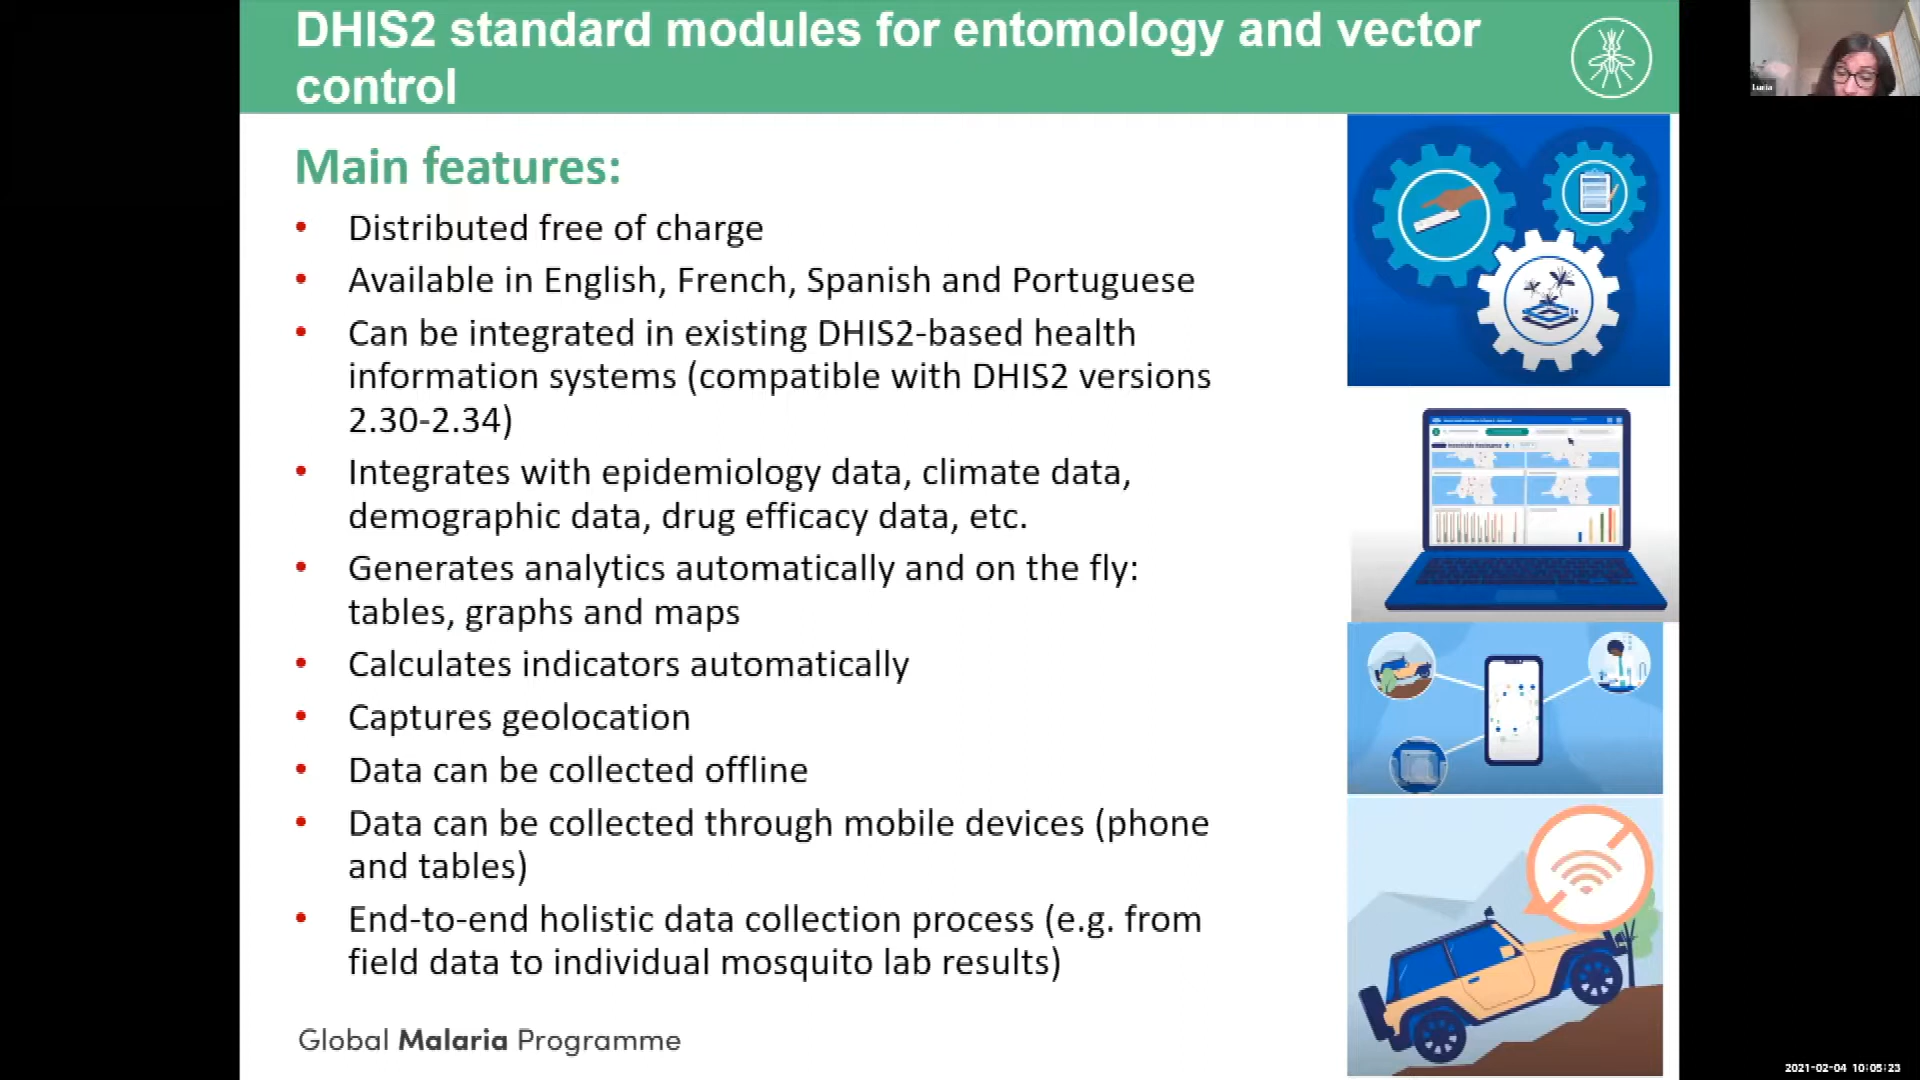 DHIS2 standard modules for entomology and vector
control
Main features:
• Distributed free of charge
• Available in English, French, Spanish and Portuguese
• Can be integrated in existing DHIS2-based health
information systems (compatible with DHIS2 versions
2.30-2.34)
• Integrates with epidemiology data, climate data,
demographic data, drug efficacy data, etc.
• Generates analytics automatically and on the fly:
tables, graphs and maps
• Calculates indicators automatically
• Captures geolocation
• Data can be collected offline
• Data can be collected through mobile devices (phone
and tables)
• End-to-end holistic data collection process (e.g. from
field data to individual mosquito lab results)
Global Malaria Programme
2021-02-04 10:05:23